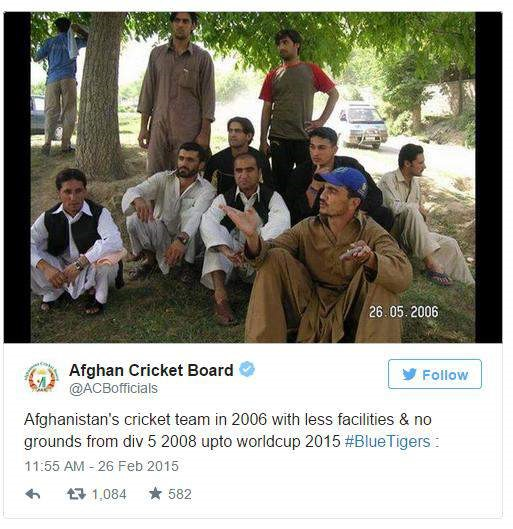 26.05.2006
Afghan Cricket Board
@ACBofficials
Follow
Afghanistan's cricket team in 2006 with less facilities & no
grounds from div 5 2008 upto worldcup 2015 #BlueTigers :
11:55 AM - 26 Feb 2015
1,084 582